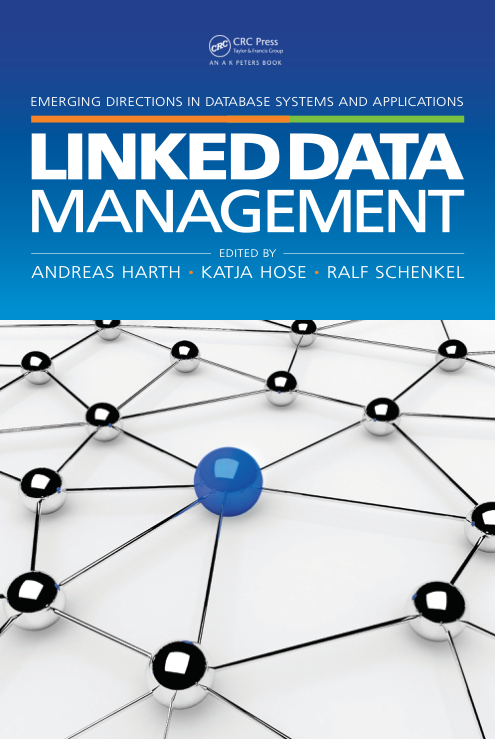 CRC
CRC Press
Taylor & Francis Group
AN A K PETERS BOOK
EMERGING DIRECTIONS IN DATABASE SYSTEMS AND APPLICATIONS
LINKED DATA
MANAGEMENT
EDITED BY
ANDREAS HARTH • KATJA HOSE • RALF SCHENKEL